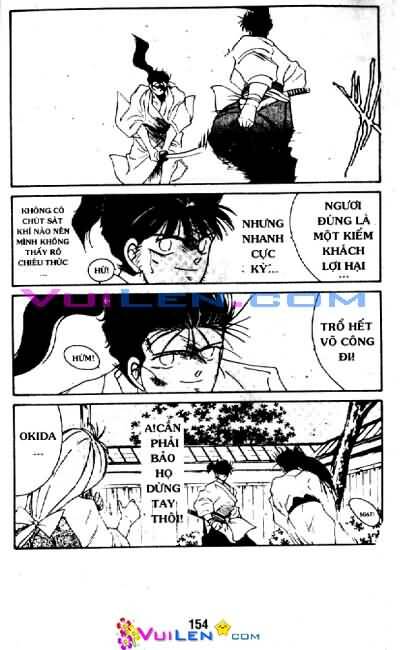 NGƯƠI
ĐÚNG LÀ
MỘT KIẾM
KHÁCH
LỢI HẠI
...
NHƯNG
NHANH
CỰC
KỲ...
KHÔNG CÓ
CHÚT SÁT
KHÍ NÀO NÊN
MÌNH KHÔNG
THẤY RÕ
CHIÊU THỨC
...
HỪ!
VUILEN.COM
TRỔ HẾT
VÕ CÔNG
ĐI!
HỪM!
A!CẦN
PHẢI
BẢO
HỌ
DỪNG
TAY
THÔI!
OKIDA
...
154
VUILEN COM